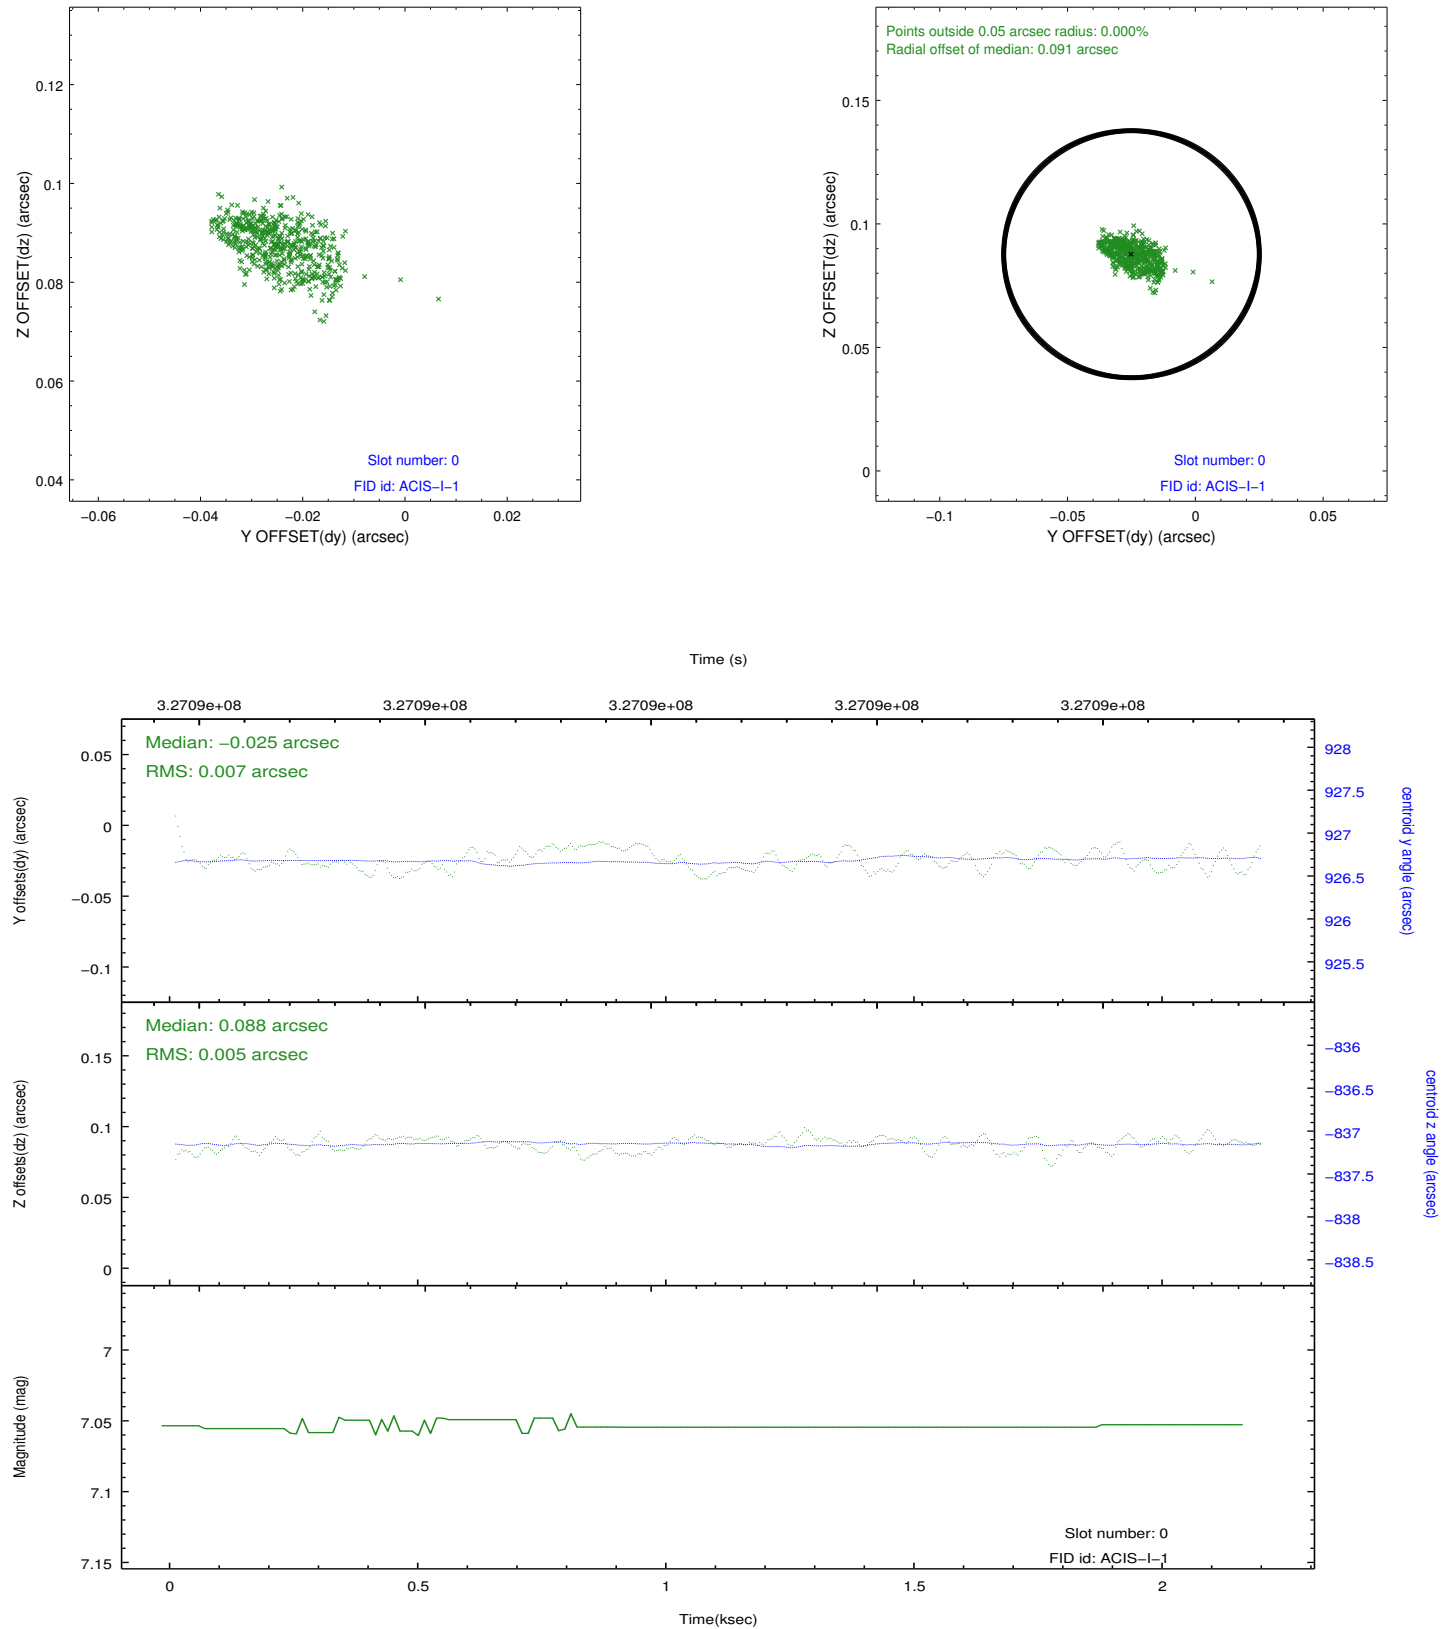 0.12
0.1
0.08
0.06
0.04
Z OFFSET(dz) (arcsec)
Slot number: 0
FID id: ACIS−I−1
−0.06
−0.04
−0.02
0
0.02
Y OFFSET(dy) (arcsec)
Points outside 0.05 arcsec radius: 0.000%
Radial offset of median: 0.091 arcsec
0.15
0.1
0.05
0
Z OFFSET(dz) (arcsec)
Slot number: 0
FID id: ACIS−I−1
−0.1
−0.05
0
0.05
Y OFFSET(dy) (arcsec)
Time (s)
3.2709e+08
3.2709e+08
3.2709e+08
3.2709e+08
3.2709e+08
Median: −0.025 arcsec
RMS: 0.007 arcsec
0.05
0
−0.05
−0.1
Y offsets(dy) (arcsec)
928
927.5
927
926.5
926
925.5
centroid y angle (arcsec)
Median: 0.088 arcsec
RMS: 0.005 arcsec
0.15
0.1
0.05
0
Z offsets(dz) (arcsec)
−836
−836.5
−837
−837.5
−838
−838.5
centroid z angle (arcsec)
7
7.05
7.1
7.15
Magnitude (mag)
Slot number: 0
FID id: ACIS−I−1
0
0.5
1
1.5
2
Time(ksec)